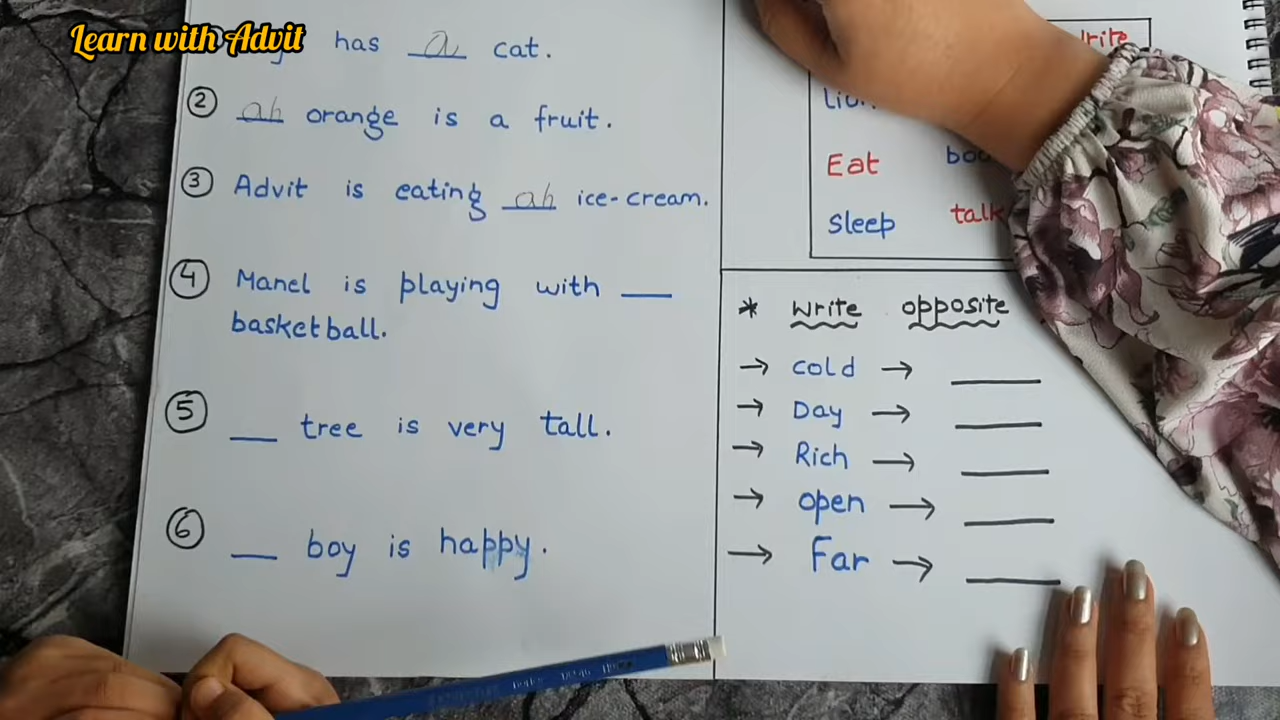 Learn with Advit
has a cat.
2 an orange is a fruit.
3 Advit is eating an ice-cream.
4 Manel is playing with ___
basketball.
5 ___ tree is very tall.
6 ___ boy is happy.
Lion
Eat
Sleep talk
* write opposite
→ cold → ___
→ Day → ___
→ Rich → ___
→ open → ___
→ Far → ___